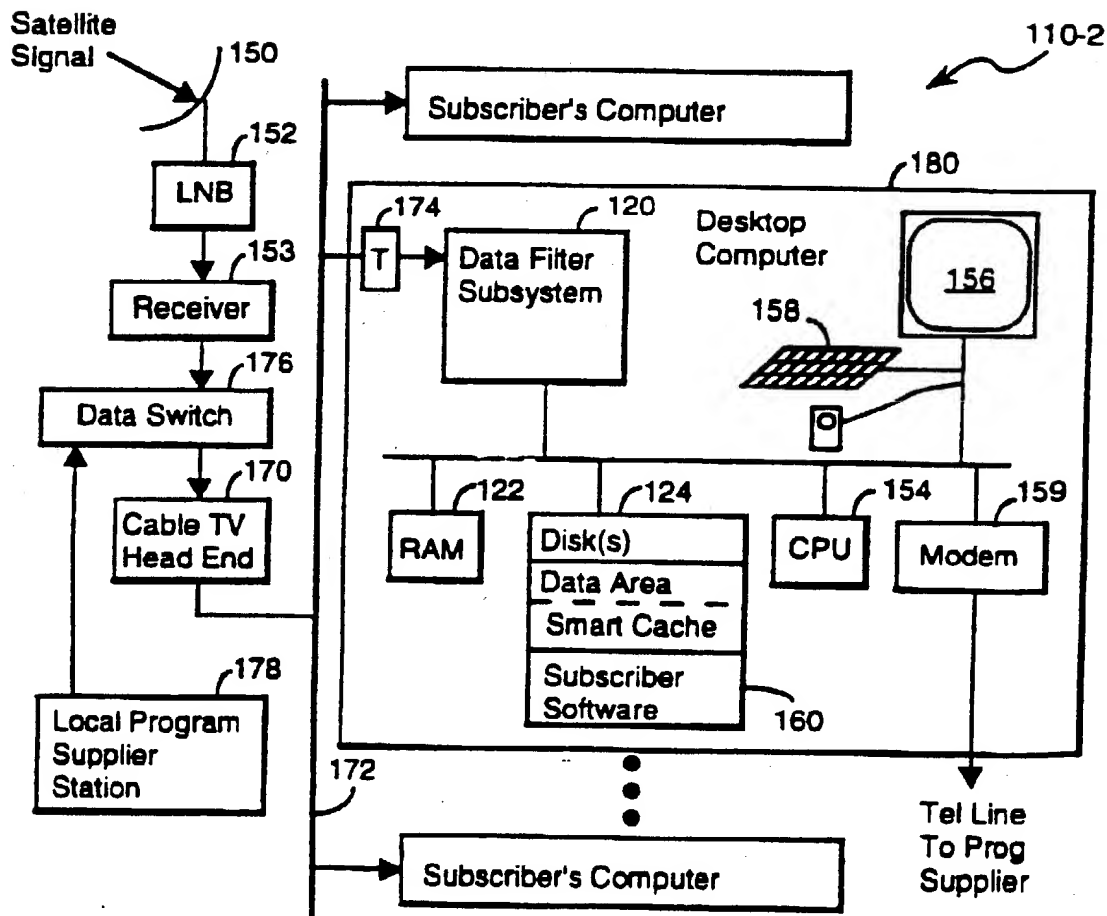 Satellite
Signal
150
110-2
Subscriber's Computer
152
LNB
180
174
120
Desktop
Computer
T
Data Filter
Subsystem
156
153
Receiver
158
176
Data Switch
170
Cable TV
Head End
122
RAM
124
Disk(s)
Data Area
Smart Cache
Subscriber
Software
160
154
CPU
159
Modem
178
Local Program
Supplier
Station
172
Tel Line
To Prog
Supplier
Subscriber's Computer